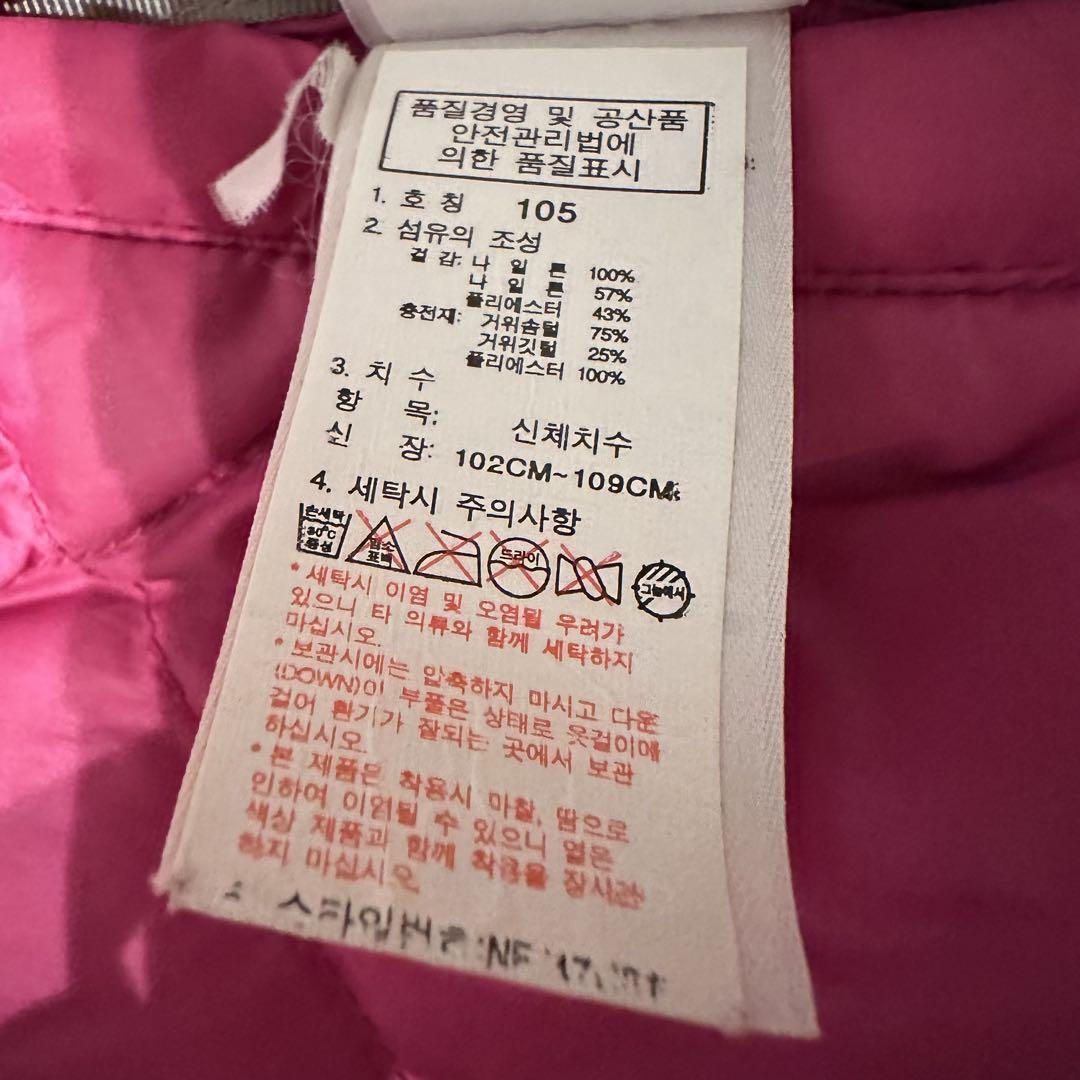 품질경영 및 공산품
안전관리법에
의한 품질표시
1. 호 칭 105
2. 섬유의 조성
겉 감: 나 일 론 100%
나 일 론 57%
폴리에스터 43%
충전재: 거위솜털 75%
거위깃털 25%
폴리에스터 100%
3. 치 수
항 목: 신체치수
신 장: 102CM~109CM
4. 세탁시 주의사항
손세탁 30°C 중성
염소 표백
드라이
그늘에서
* 세탁시 이염 및 오염될 우려가
있으니 타 의류와 함께 세탁하지
마십시오.
* 보관시에는 압축하지 마시고 다운
(DOWN)이 부풀은 상태로 옷걸이에
걸어 환기가 잘되는 곳에서 보관
하십시오.
* 본 제품은 착용시 마찰, 땀으로
인하여 이염될 수 있으니 옅은
색상 제품과 함께 착용을 장시간
하지 마십시오.